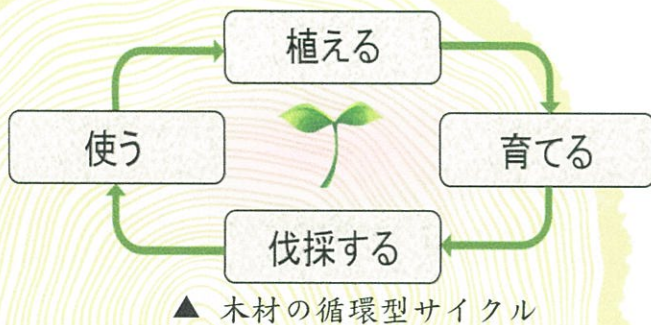 植える
育てる
伐採する
使う
▲ 木材の循環型サイクル